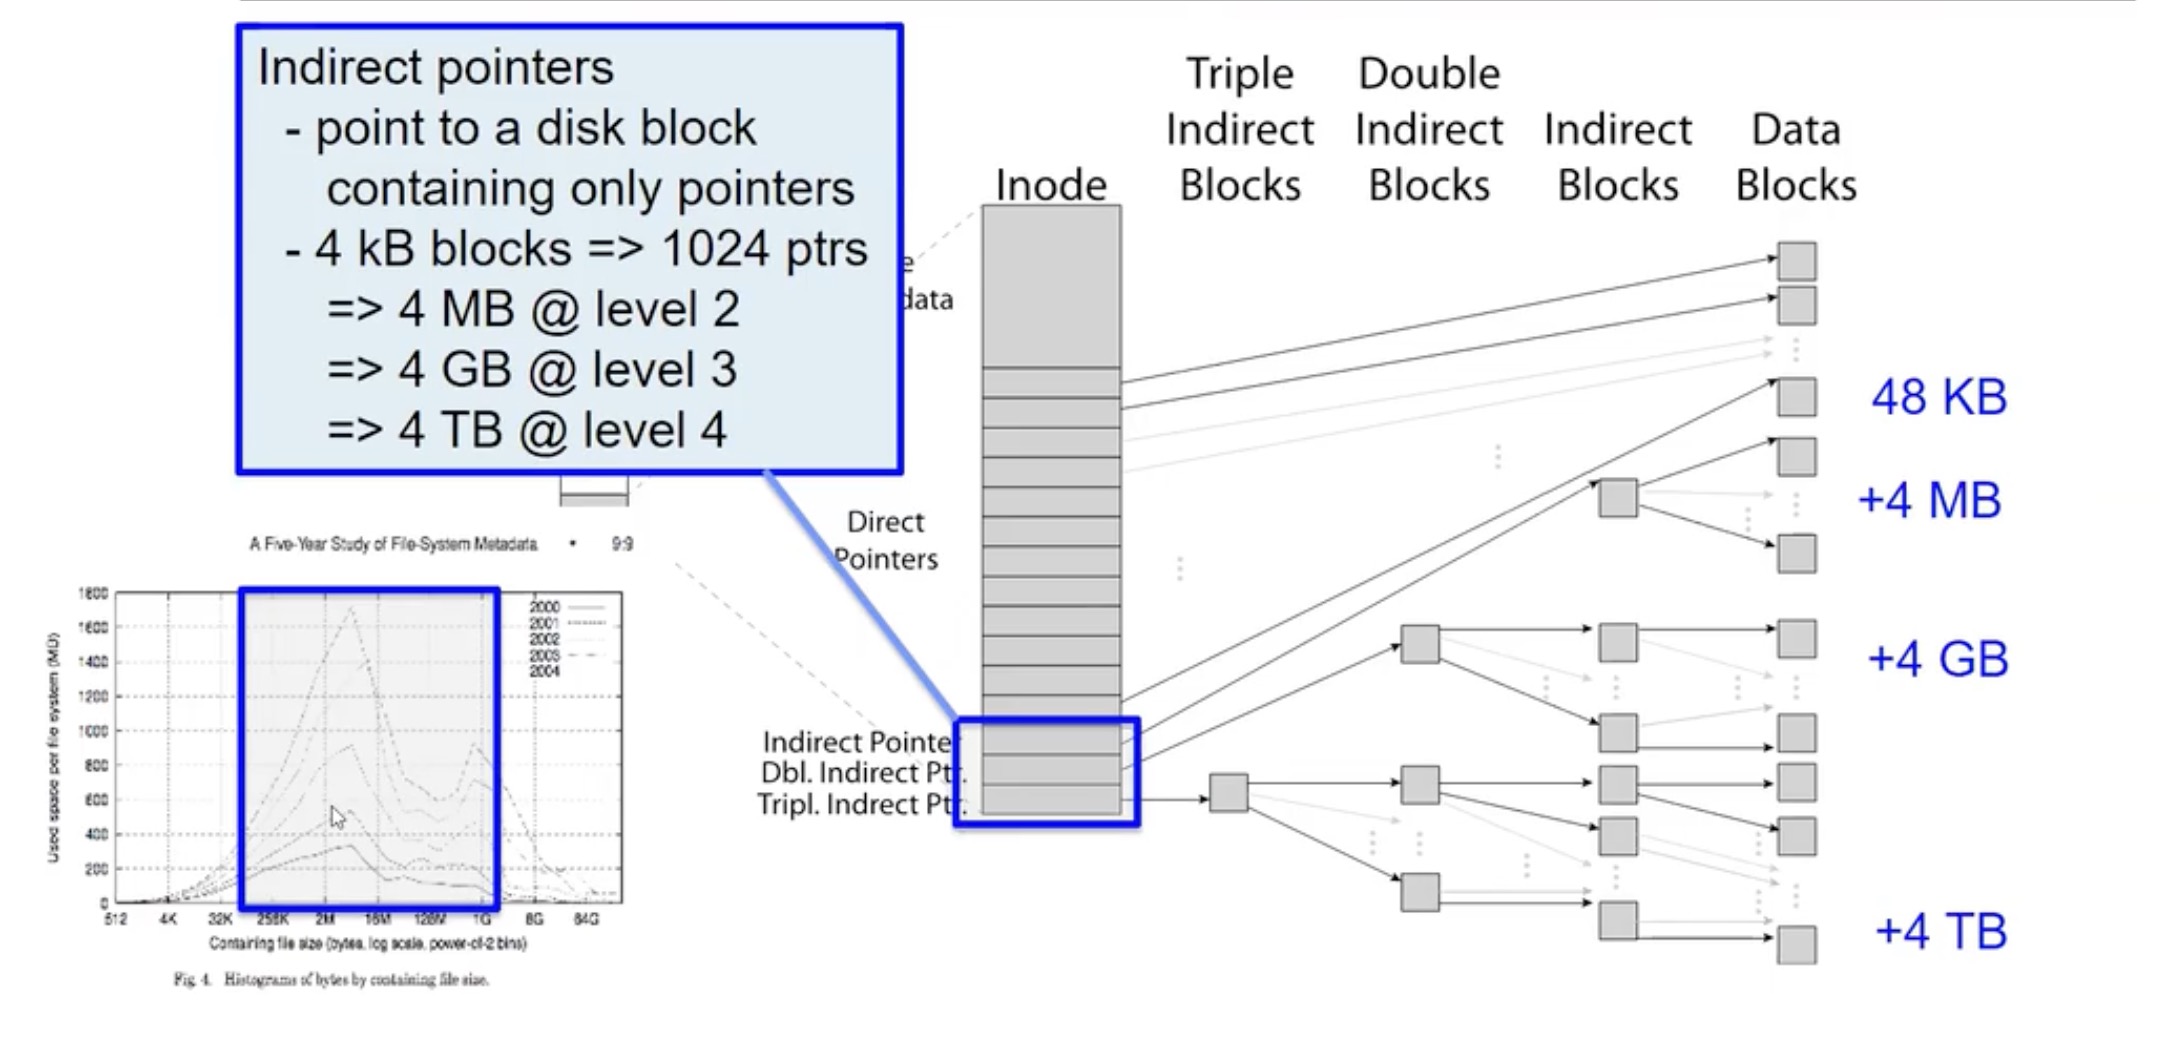 Indirect pointers
- point to a disk block
containing only pointers
- 4 kB blocks => 1024 ptrs
=> 4 MB @ level 2
=> 4 GB @ level 3
=> 4 TB @ level 4
Triple
Indirect
Blocks
Double
Indirect
Blocks
Indirect
Blocks
Data
Blocks
Inode
data
Direct
Pointers
Indirect Pointe
Dbl. Indirect Pt
Tripl. Indirect Pt
48 KB
+4 MB
+4 GB
+4 TB
A Five-Year Study of File-System Metadata • 9:9
Used space per file system (MB)
1800
1600
1400
1200
1000
800
600
400
200
0
2000
2001
2002
2003
2004
512 4K 32K 256K 2M 16M 128M 1G 8G 64G
Containing file size (bytes, log scale, power-of-2 bins)
Fig. 4. Histograms of bytes by containing file size.